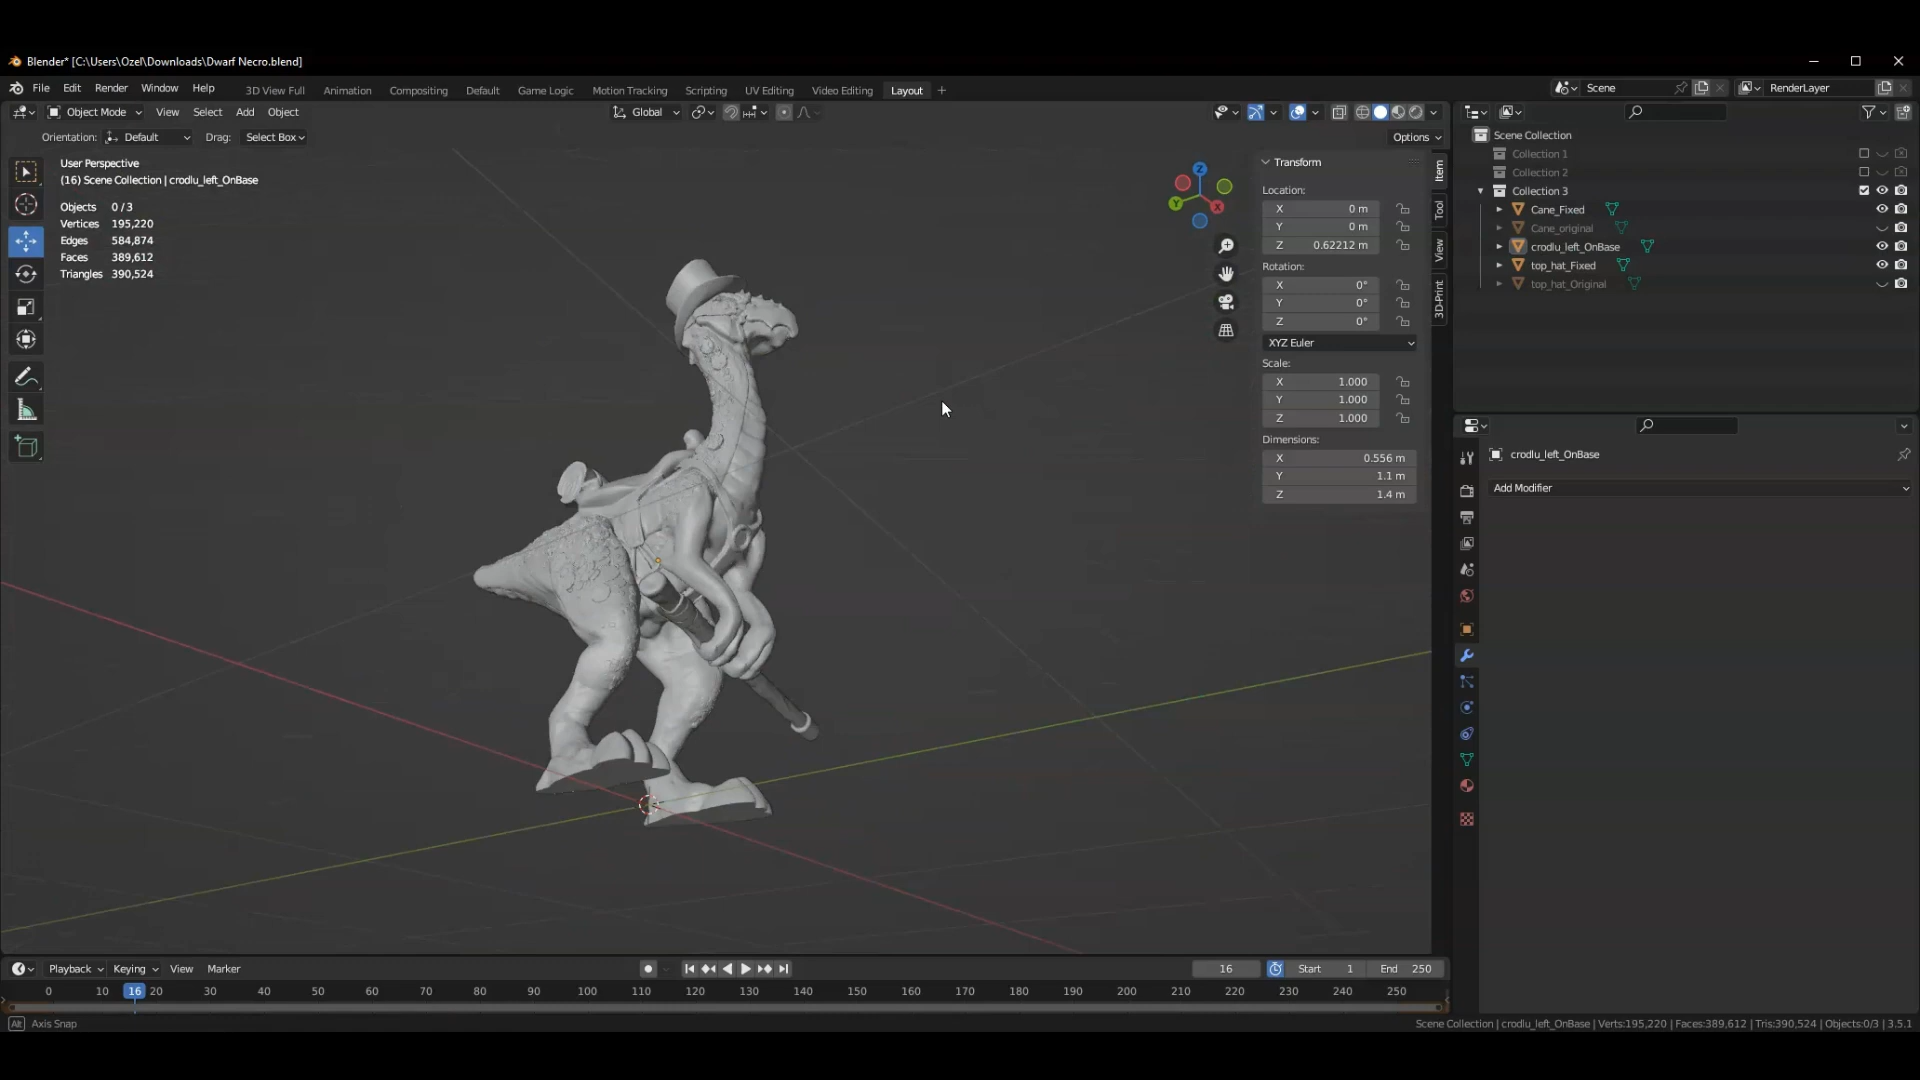 Blender* [C:\Users\Ozel\Downloads\Dwarf Necro.blend]
File Edit Render Window Help 3D View Full Animation Compositing Default Game Logic Motion Tracking Scripting UV Editing Video Editing Layout + Scene RenderLayer
Object Mode View Select Add Object Global
Orientation: Default Drag: Select Box Options
User Perspective
(16) Scene Collection | crodlu_left_OnBase
Objects 0/3
Vertices 195,220
Edges 584,874
Faces 389,612
Triangles 390,524
Z
Y
X
Transform
Location:
X 0 m
Y 0 m
Z 0.62212 m
Rotation:
X 0°
Y 0°
Z 0°
XYZ Euler
Scale:
X 1.000
Y 1.000
Z 1.000
Dimensions:
X 0.556 m
Y 1.1 m
Z 1.4 m
Item
Tool
View
3D-Print
Scene Collection
Collection 1
Collection 2
Collection 3
Cane_Fixed
Cane_original
crodlu_left_OnBase
top_hat_Fixed
top_hat_Original
crodlu_left_OnBase
Add Modifier
Playback Keying View Marker 16 Start 1 End 250
0 10 16 20 30 40 50 60 70 80 90 100 110 120 130 140 150 160 170 180 190 200 210 220 230 240 250
Alt Axis Snap
Scene Collection | crodlu_left_OnBase | Verts:195,220 | Faces:389,612 | Tris:390,524 | Objects:0/3 | 3.5.1